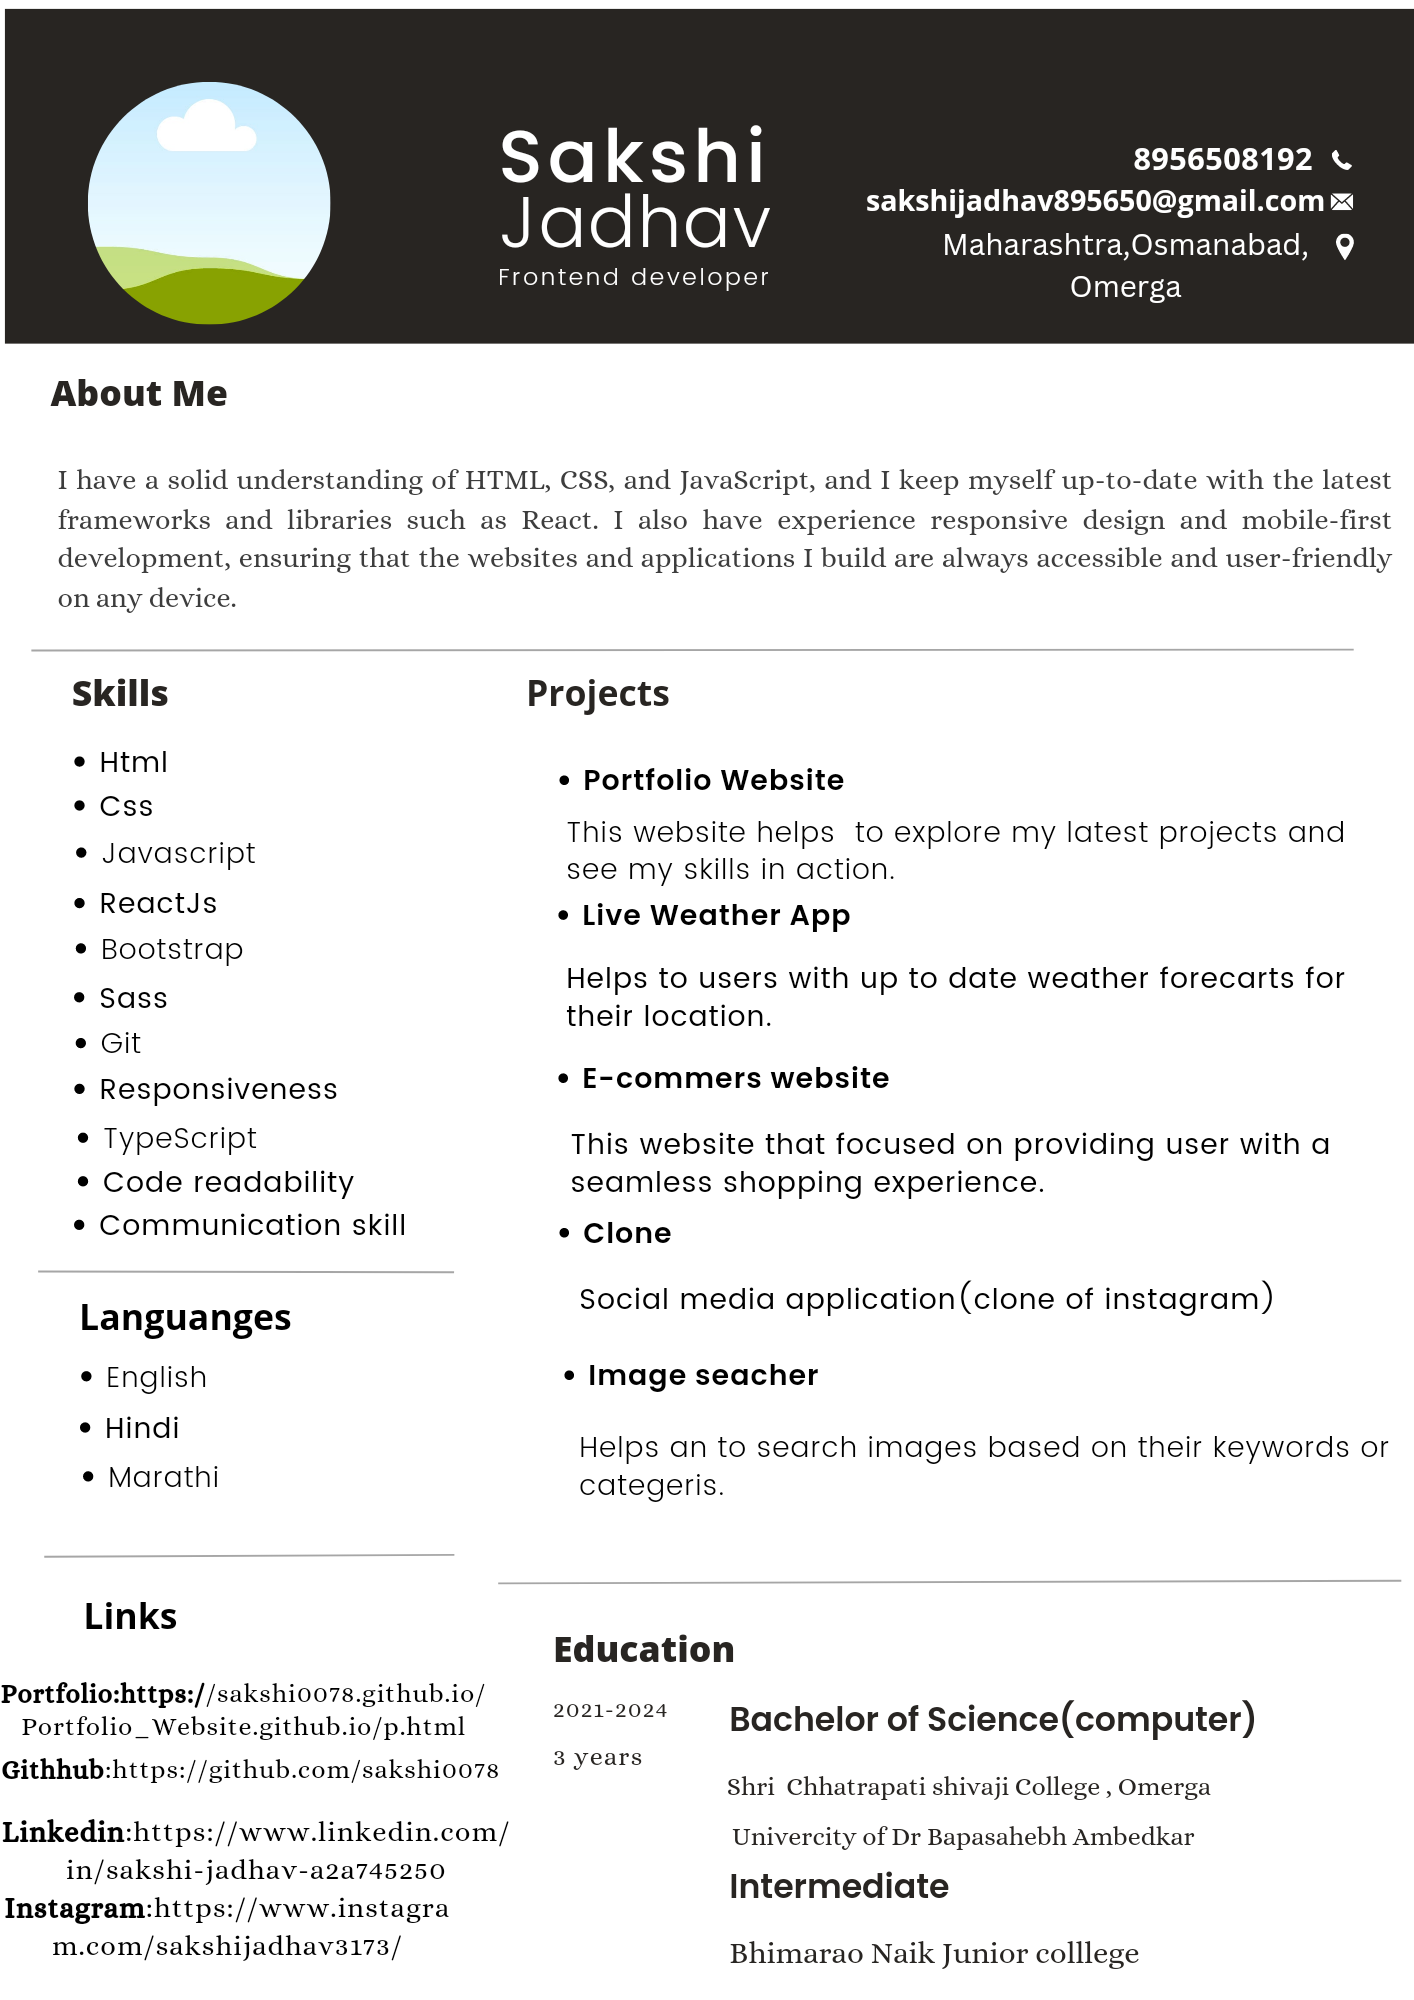 Sakshi
Jadhav
Frontend developer
8956508192
sakshijadhav895650@gmail.com
Maharashtra,Osmanabad,
Omerga
About Me
I have a solid understanding of HTML, CSS, and JavaScript, and I keep myself up-to-date with the latest
frameworks and libraries such as React. I also have experience responsive design and mobile-first
development, ensuring that the websites and applications I build are always accessible and user-friendly
on any device.
Skills
• Html
• Css
• Javascript
• ReactJs
• Bootstrap
• Sass
• Git
• Responsiveness
• TypeScript
• Code readability
• Communication skill
Languanges
• English
• Hindi
• Marathi
Links
Portfolio:https://sakshi0078.github.io/
Portfolio_Website.github.io/p.html
Githhub:https://github.com/sakshi0078
Linkedin:https://www.linkedin.com/
in/sakshi-jadhav-a2a745250
Instagram:https://www.instagra
m.com/sakshijadhav3173/
Projects
• Portfolio Website
This website helps  to explore my latest projects and
see my skills in action.
• Live Weather App
Helps to users with up to date weather forecarts for
their location.
• E-commers website
This website that focused on providing user with a
seamless shopping experience.
• Clone
Social media application(clone of instagram)
• Image seacher
Helps an to search images based on their keywords or
categeris.
Education
2021-2024
3 years
Bachelor of Science(computer)
Shri  Chhatrapati shivaji College , Omerga
Univercity of Dr Bapasahebh Ambedkar
Intermediate
Bhimarao Naik Junior colllege